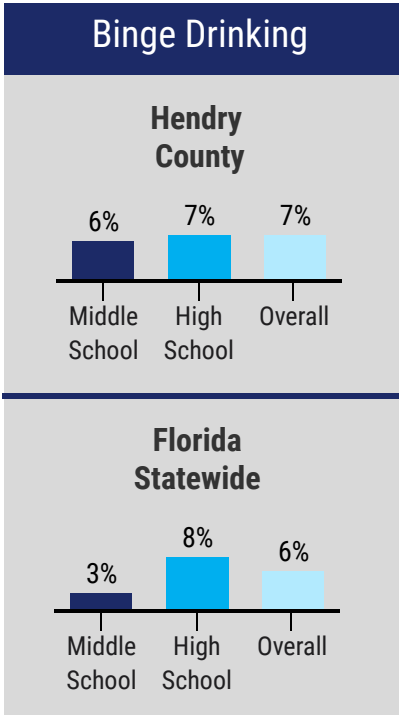 Binge Drinking
Hendry
County
6%
7%
7%
Middle
School
High
School
Overall
Florida
Statewide
3%
8%
6%
Middle
School
High
School
Overall